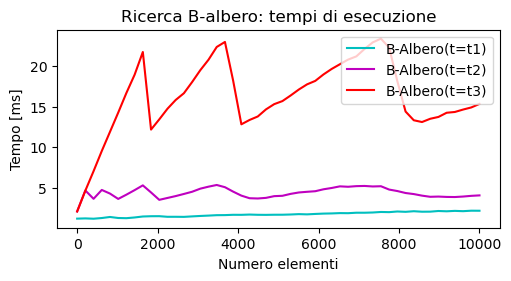 Ricerca B-albero: tempi di esecuzione
B-Albero(t=t1)
B-Albero(t=t2)
B-Albero(t=t3)
Tempo [ms]
20
15
10
5
0
2000
4000
6000
8000
10000
Numero elementi